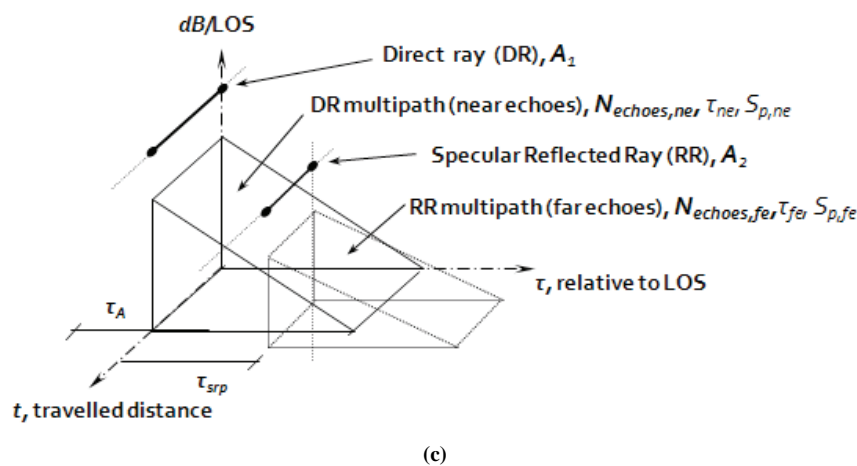 dB/LOS
Direct ray (DR), A₂
DR multipath (near echoes), Nechoes,ne, τne, Sp,ne
Specular Reflected Ray (RR), A₂
RR multipath (far echoes), Nechoes,fe, τfe, Sp,fe
τ, relative to LOS
τA
τsrp
t, travelled distance
(c)